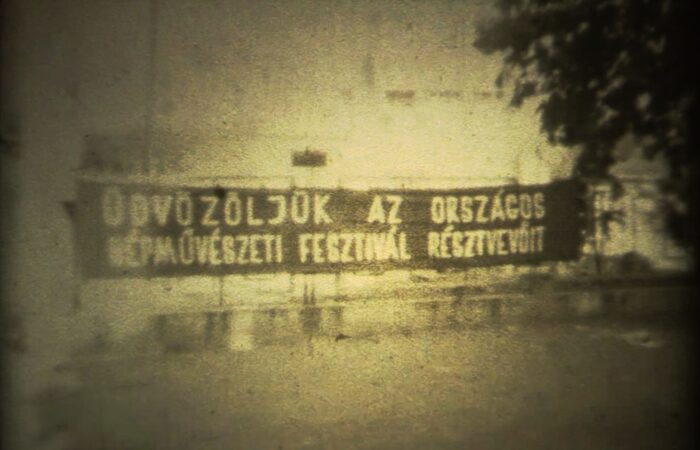 ÜDVÖZÖLJÜK AZ ORSZÁGOS
NÉPMŰVÉSZETI FESZTIVÁL RÉSZTVEVŐIT